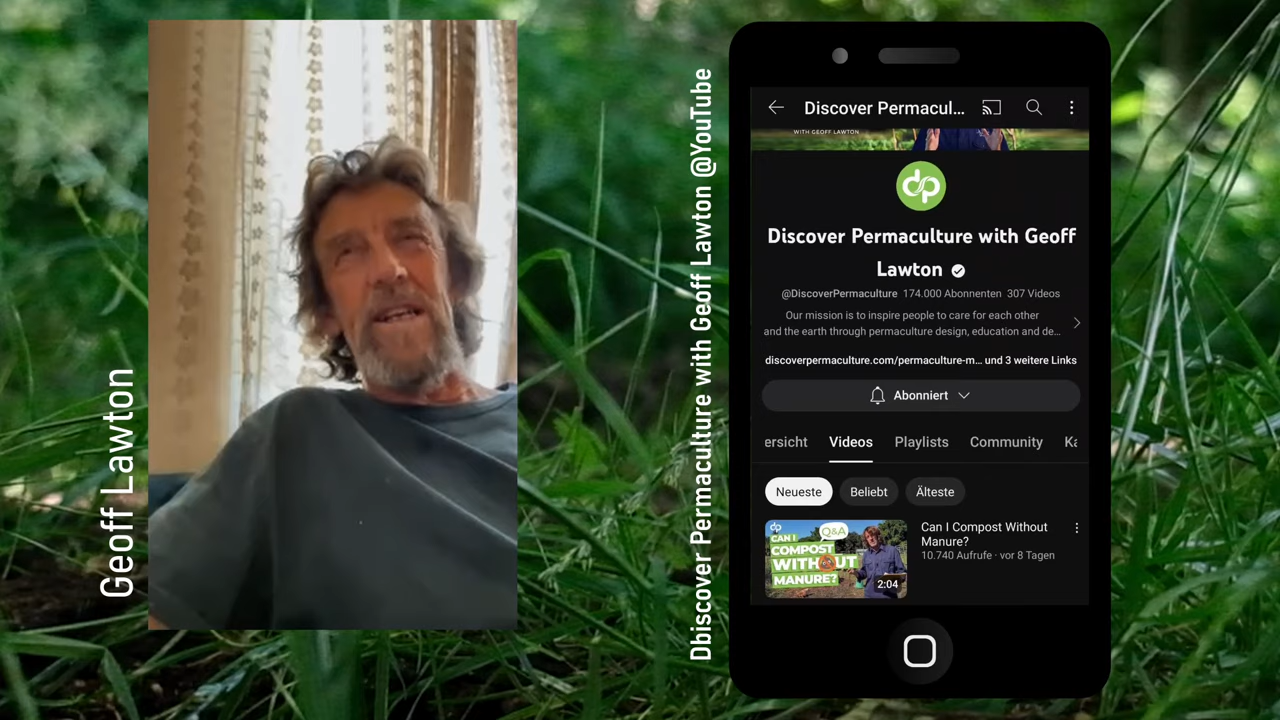 Geoff Lawton
Dbiscover Permaculture with Geoff Lawton @YouTube
Discover Permacul...
WITH GEOFF LAWTON
dp
Discover Permaculture with Geoff
Lawton
@DiscoverPermaculture 174.000 Abonnenten 307 Videos
Our mission is to inspire people to care for each other
and the earth through permaculture design, education and de...
discoverpermaculture.com/permaculture-m... und 3 weitere Links
Abonniert
ersicht Videos Playlists Community Ka
Neueste Beliebt Älteste
dp
Q&A
CAN I
COMPOST
WITHOUT
MANURE?
2:04
Can I Compost Without
Manure?
10.740 Aufrufe · vor 8 Tagen